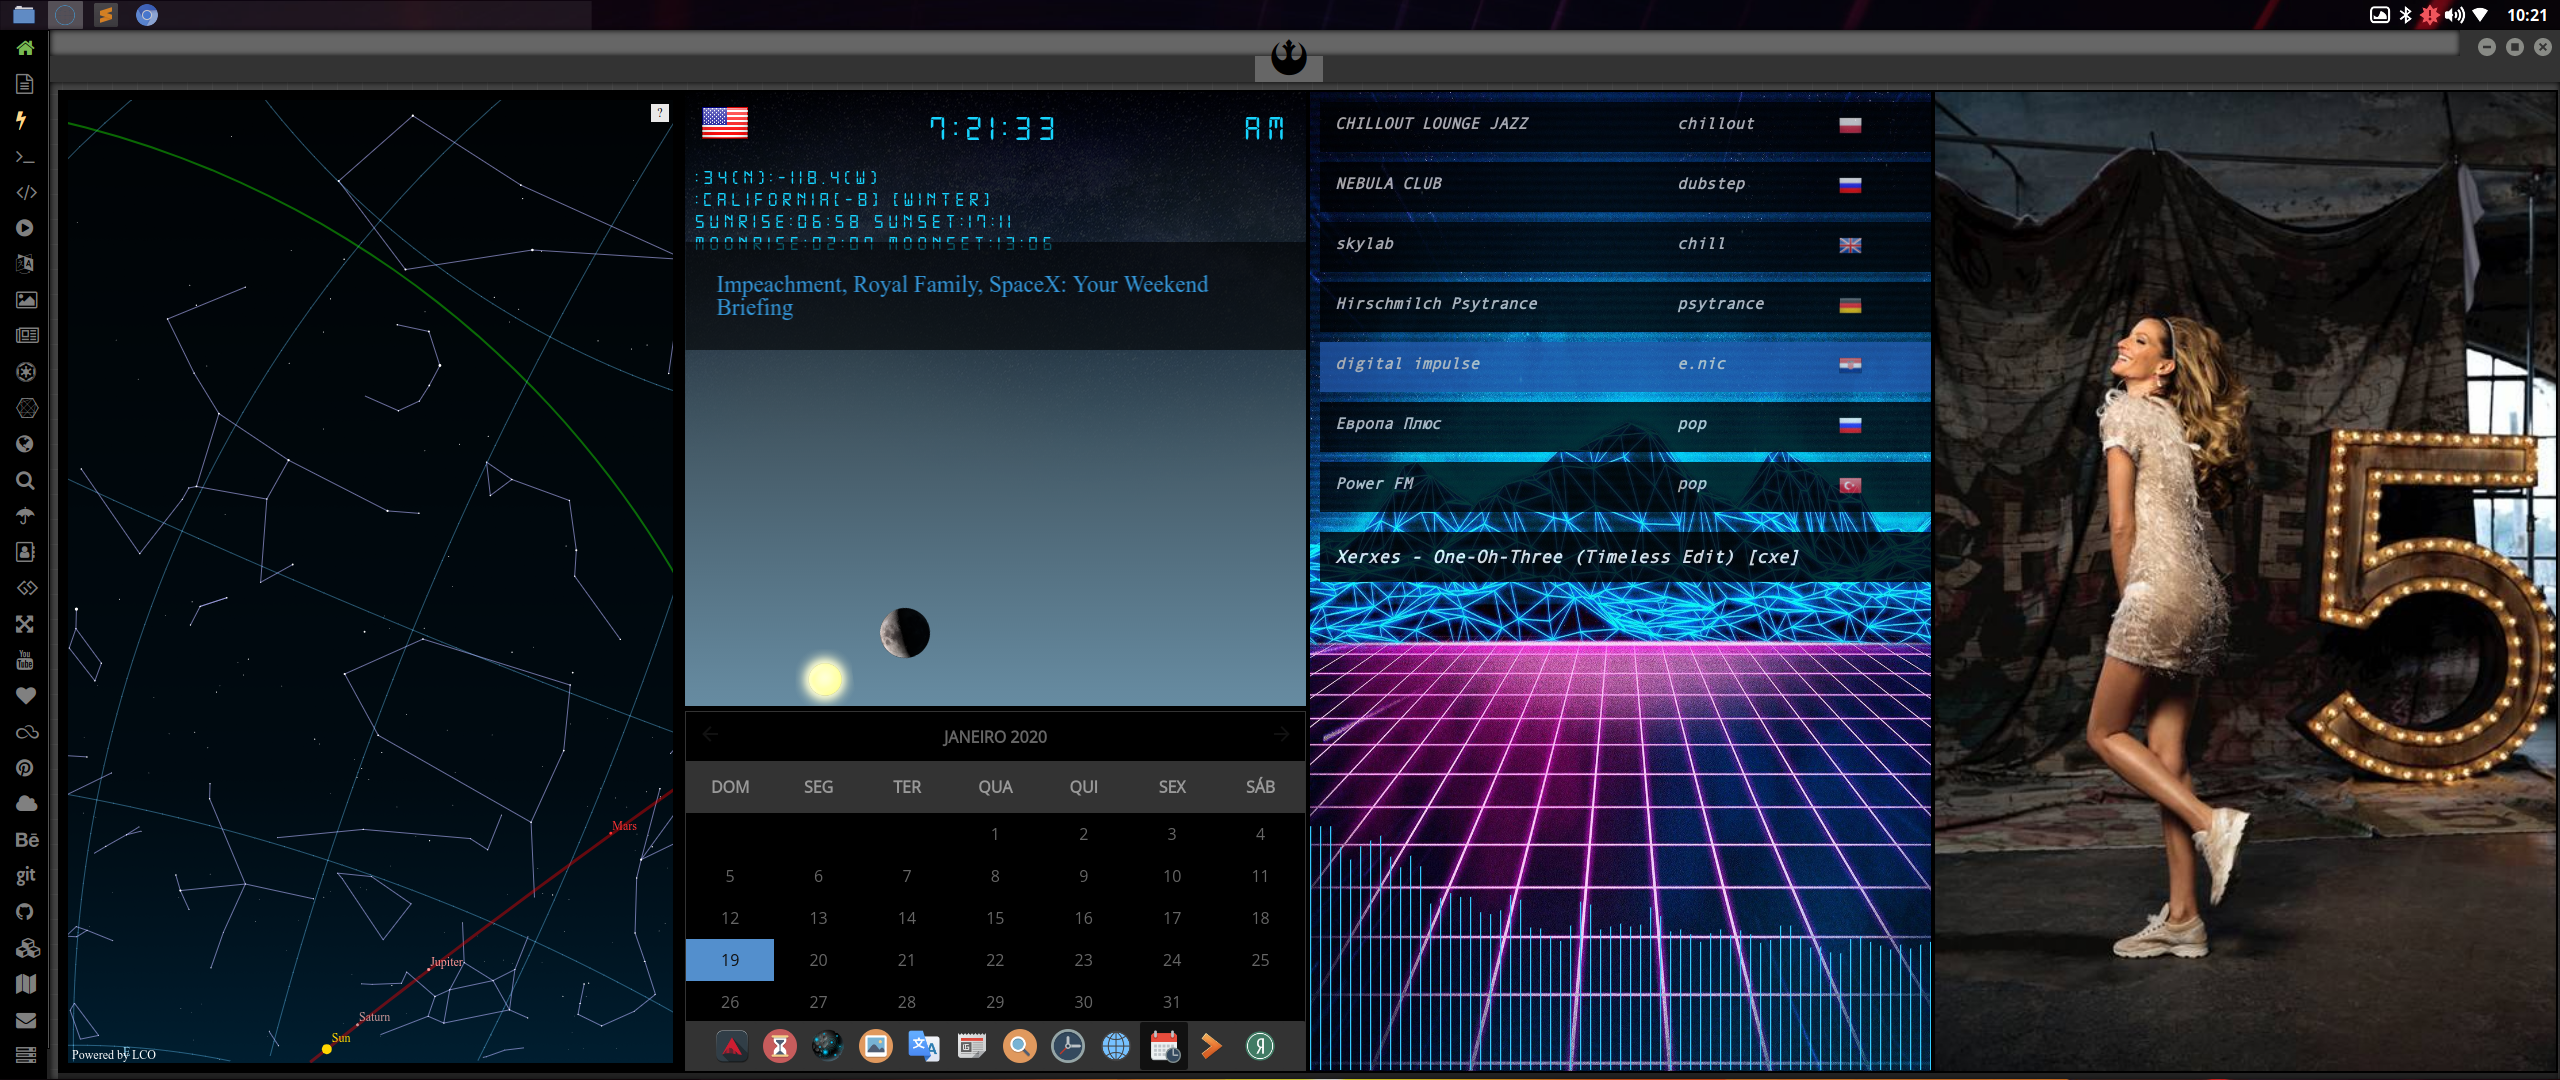 10:21
?
Mars
Jupiter
Saturn
Sun
E
Powered by LCO
7:21:33 AM
:34(N):-118.4(W)
:CALIFORNIA(-8) (WINTER)
SUNRISE:06:58 SUNSET:17:11
MOONRISE:02:07 MOONSET:13:06
Impeachment, Royal Family, SpaceX: Your Weekend
Briefing
JANEIRO 2020
DOM SEG TER QUA QUI SEX SÁB
1 2 3 4
5 6 7 8 9 10 11
12 13 14 15 16 17 18
19 20 21 22 23 24 25
26 27 28 29 30 31
CHILLOUT LOUNGE JAZZ chillout
NEBULA CLUB dubstep
skylab chill
Hirschmilch Psytrance psytrance
digital impulse e.nic
Европа Плюс pop
Power FM pop
Xerxes - One-Oh-Three (Timeless Edit) [cxe]
5
You
Tube
Bē
git
Я